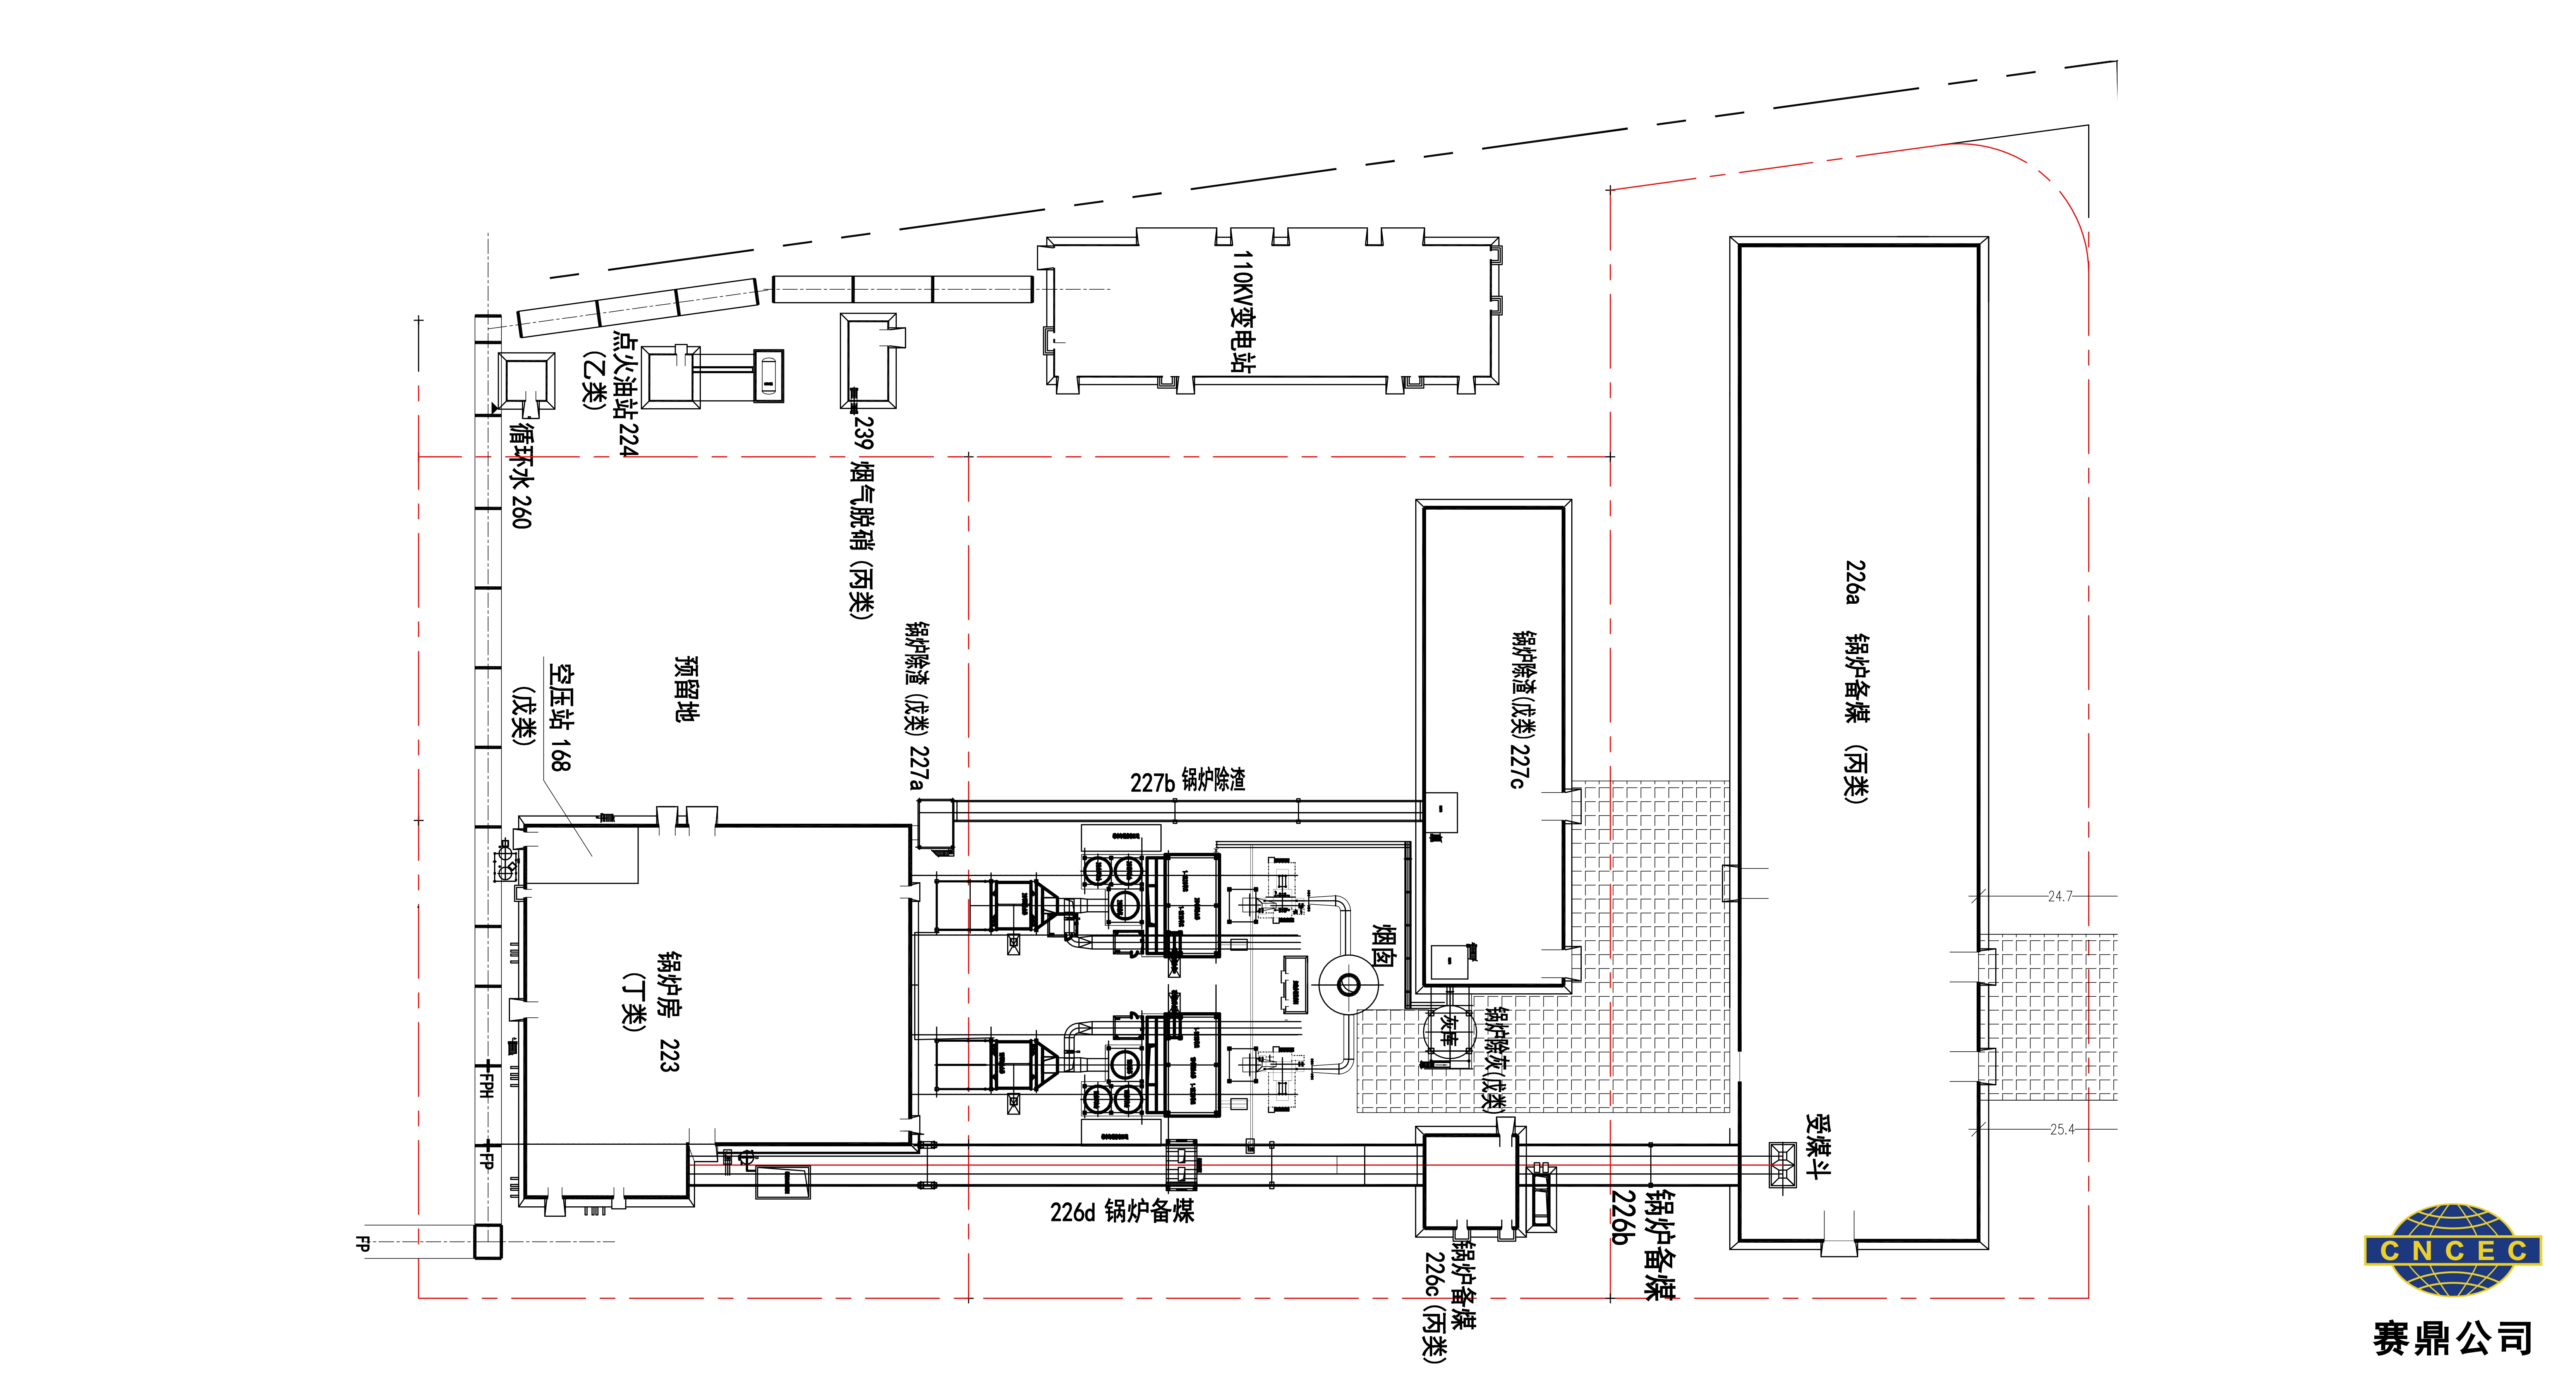 110KV变电站
点火油站224
(乙类)
循环水 260
239 烟气脱硝 (丙类)
226a 锅炉备煤 (丙类)
空压站 168
(戊类)
预留地
锅炉除渣 (戊类) 227a
锅炉除渣(戊类) 227c
227b 锅炉除渣
24.7
烟囱
锅炉房 223
(丁类)
灰库
锅炉除灰(戊类)
FPH
FP
25.4
受煤斗
226d 锅炉备煤
锅炉备煤
226b
FP
锅炉备煤
226c (丙类)
CNCEC
赛鼎公司